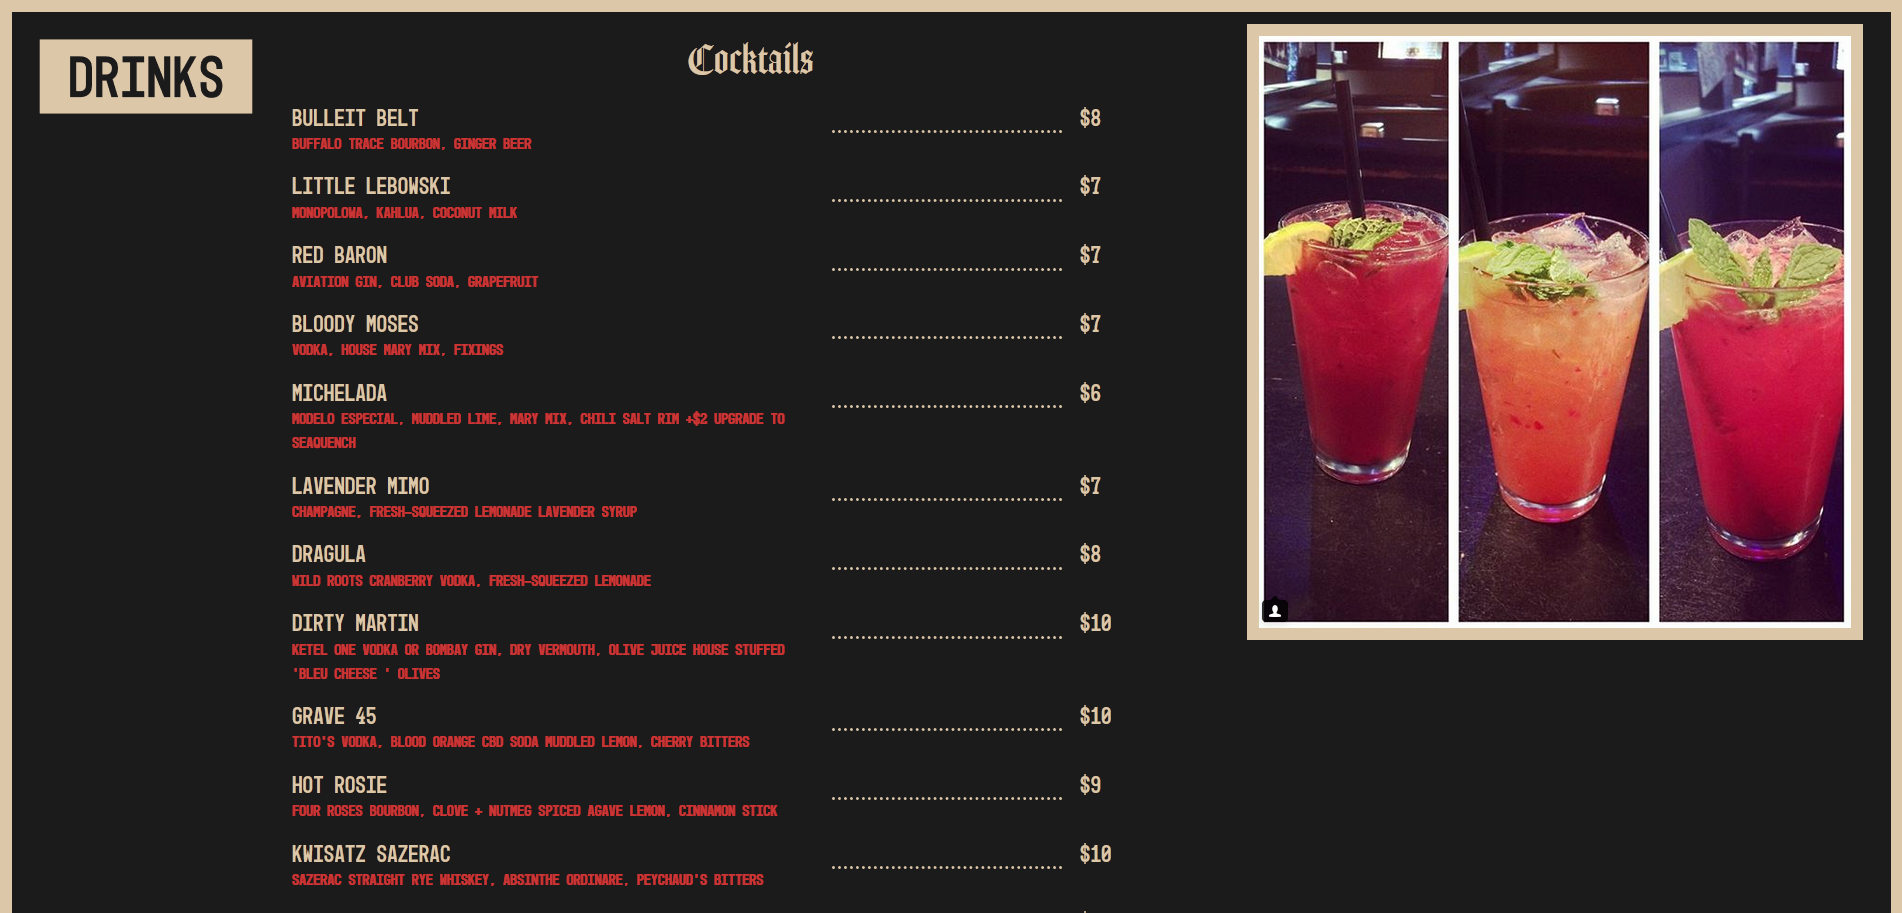 DRINKS
Cocktails
BULLEIT BELT ....................................... $8
BUFFALO TRACE BOURBON, GINGER BEER
LITTLE LEBOWSKI ....................................... $7
MONOPOLOWA, KAHLUA, COCONUT MILK
RED BARON ....................................... $7
AVIATION GIN, CLUB SODA, GRAPEFRUIT
BLOODY MOSES ....................................... $7
VODKA, HOUSE MARY MIX, FIXINGS
MICHELADA ....................................... $6
MODELO ESPECIAL, MUDDLED LIME, MARY MIX, CHILI SALT RIM +$2 UPGRADE TO
SEAQUENCH
LAVENDER MIMO ....................................... $7
CHAMPAGNE, FRESH-SQUEEZED LEMONADE LAVENDER SYRUP
DRAGULA ....................................... $8
WILD ROOTS CRANBERRY VODKA, FRESH-SQUEEZED LEMONADE
DIRTY MARTIN ....................................... $10
KETEL ONE VODKA OR BOMBAY GIN, DRY VERMOUTH, OLIVE JUICE HOUSE STUFFED
'BLEU CHEESE ' OLIVES
GRAVE 45 ....................................... $10
TITO'S VODKA, BLOOD ORANGE CBD SODA MUDDLED LEMON, CHERRY BITTERS
HOT ROSIE ....................................... $9
FOUR ROSES BOURBON, CLOVE + NUTMEG SPICED AGAVE LEMON, CINNAMON STICK
KWISATZ SAZERAC ....................................... $10
SAZERAC STRAIGHT RYE WHISKEY, ABSINTHE ORDINARE, PEYCHAUD'S BITTERS